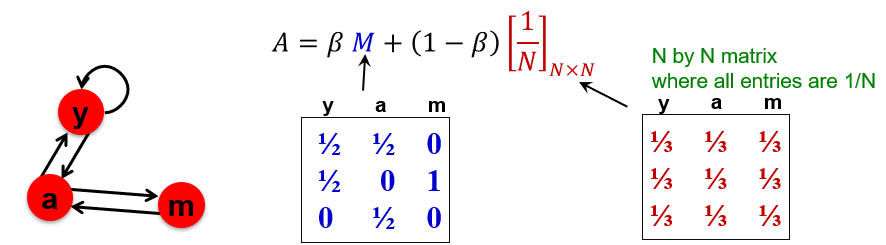 A = β M + (1 − β) [1/N]N×N
N by N matrix
where all entries are 1/N
y a m
½ ½ 0
½ 0 1
0 ½ 0
y a m
⅓ ⅓ ⅓
⅓ ⅓ ⅓
⅓ ⅓ ⅓
y
a
m